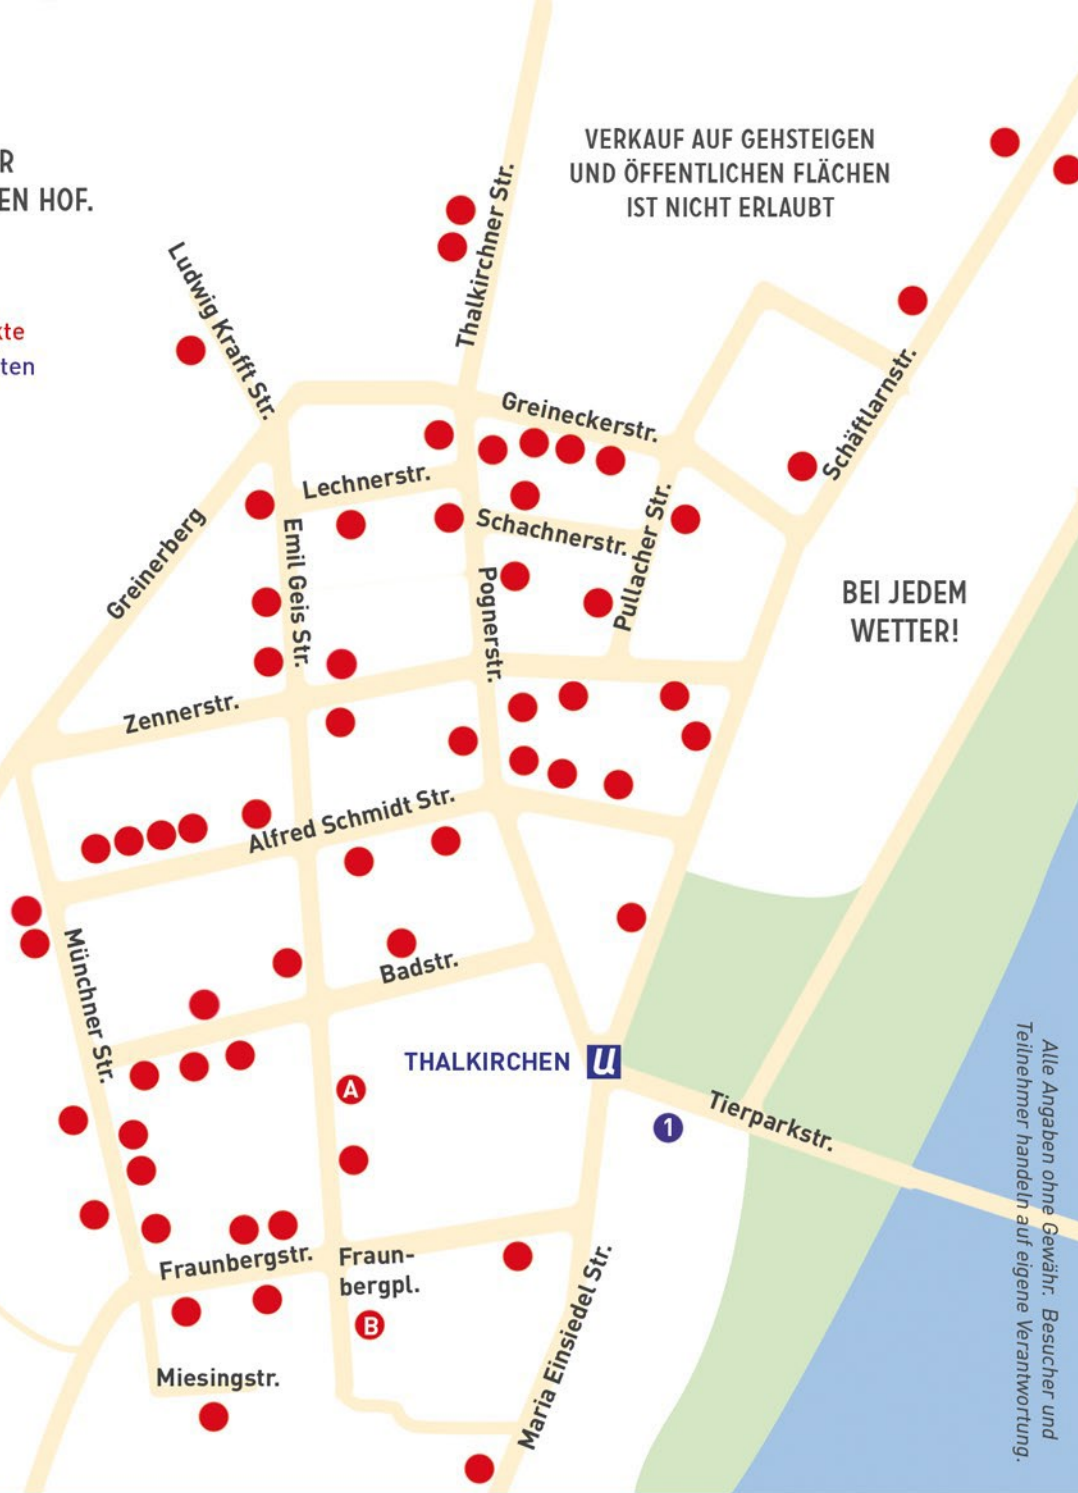 R
EN HOF.
kte
ten
VERKAUF AUF GEHSTEIGEN
UND ÖFFENTLICHEN FLÄCHEN
IST NICHT ERLAUBT
Thalkirchner Str.
Ludwig Krafft Str.
Greineckerstr.
Schäftlarnstr.
Lechnerstr.
Schachnerstr.
Pullacher Str.
Greinerberg
Emil Geis Str.
Pognerstr.
BEI JEDEM
WETTER!
Zennerstr.
Alfred Schmidt Str.
Münchner Str.
Badstr.
THALKIRCHEN U
A
1
Tierparkstr.
Fraunbergstr.
Fraun-
bergpl.
B
Miesingstr.
Maria Einsiedel Str.
Alle Angaben ohne Gewähr. Besucher und
Teilnehmer handeln auf eigene Verantwortung.